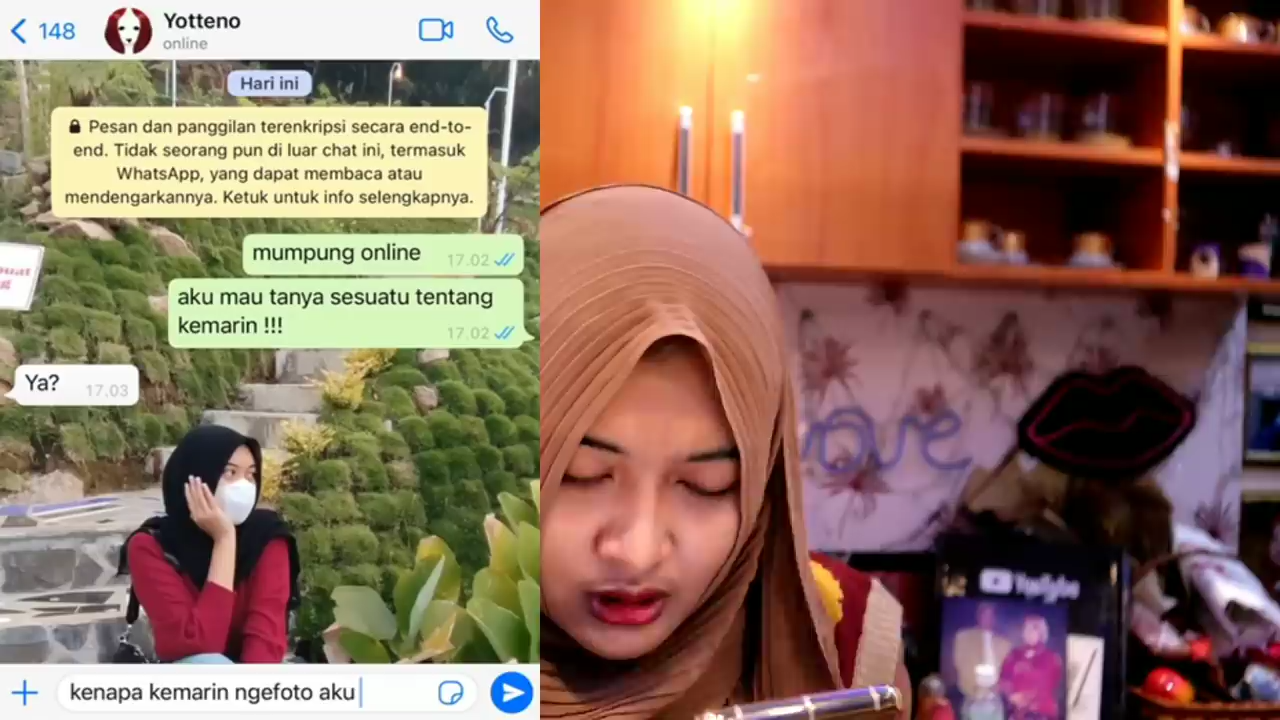 148
Yotteno
online
Hari ini
Pesan dan panggilan terenkripsi secara end-to-
end. Tidak seorang pun di luar chat ini, termasuk
WhatsApp, yang dapat membaca atau
mendengarkannya. Ketuk untuk info selengkapnya.
mumpung online 17.02
aku mau tanya sesuatu tentang
kemarin !!! 17.02
Ya? 17.03
kenapa kemarin ngefoto aku
love
YouTube